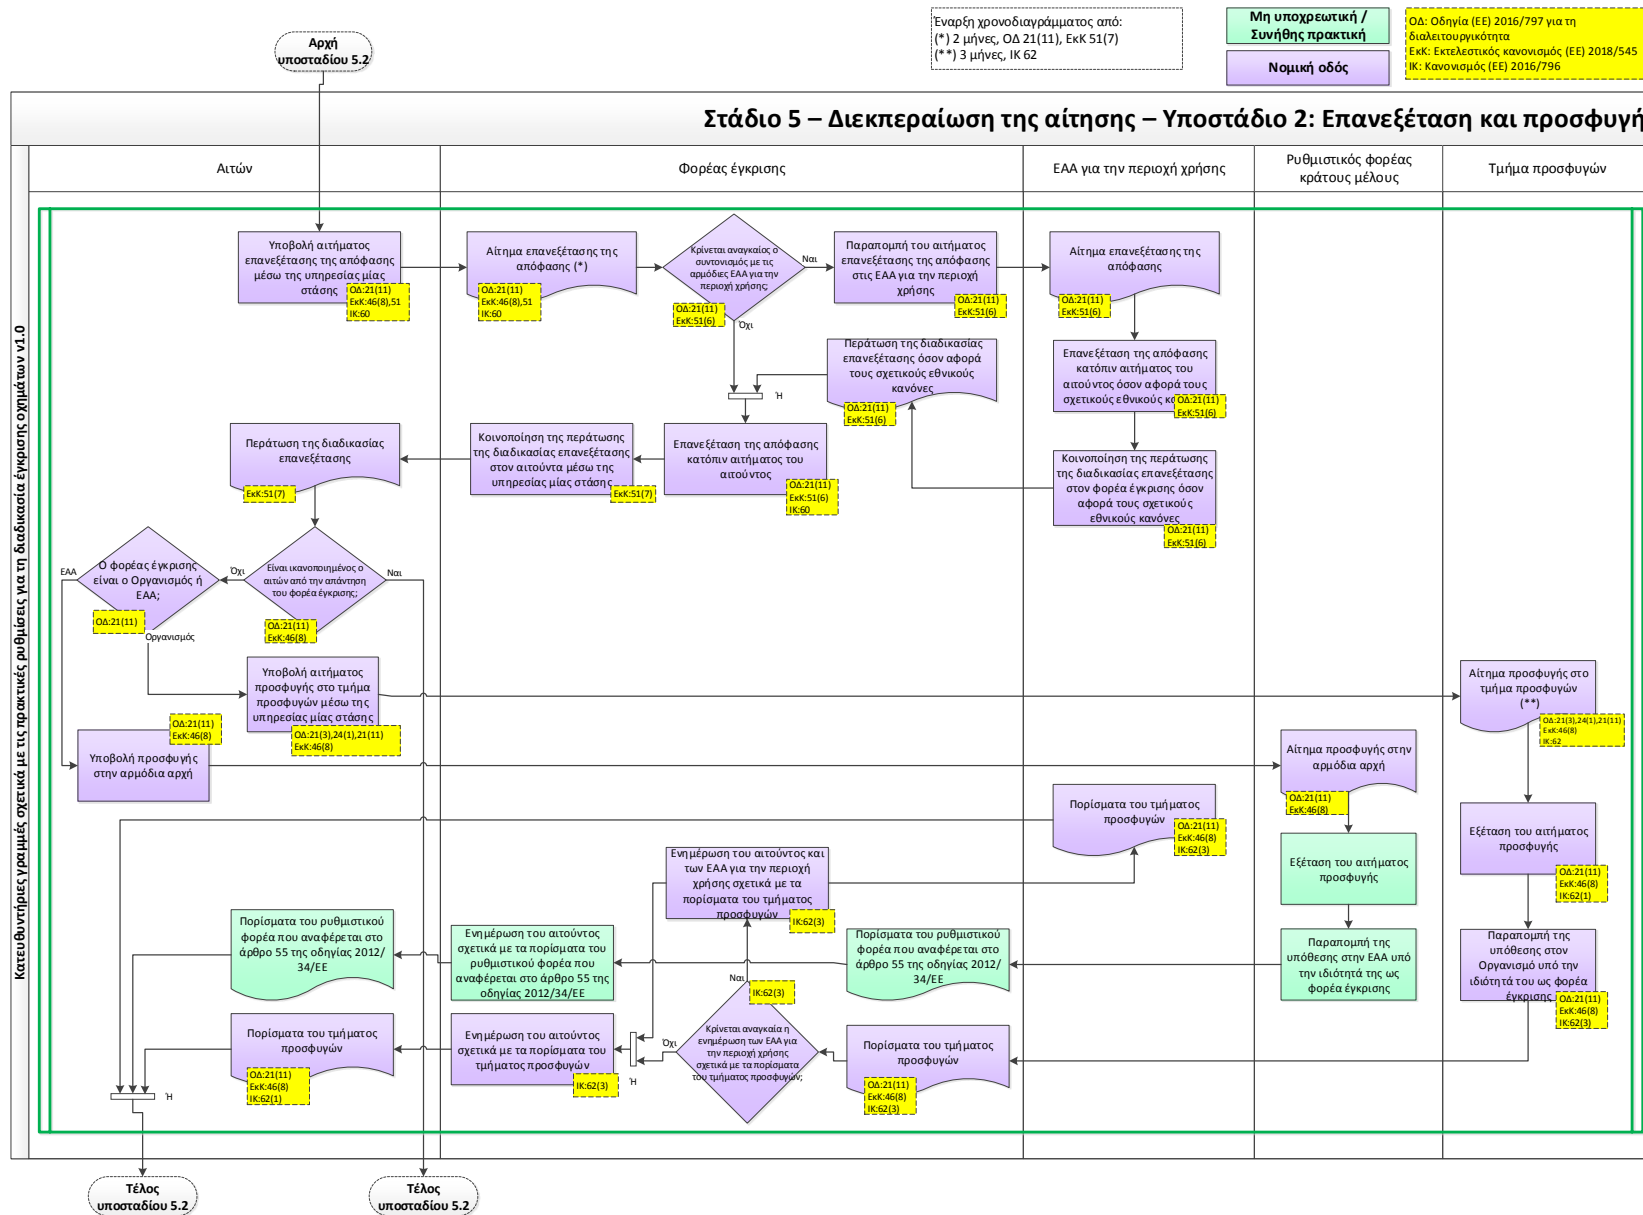 Αρχή
υποσταδίου 5.2
Έναρξη χρονοδιαγράμματος από:
(*) 2 μήνες, ΟΔ 21(11), ΕκΚ 51(7)
(**) 3 μήνες, ΙΚ 62
Μη υποχρεωτική /
Συνήθης πρακτική
Νομική οδός
ΟΔ: Οδηγία (ΕΕ) 2016/797 για τη
διαλειτουργικότητα
ΕκΚ: Εκτελεστικός κανονισμός (ΕΕ) 2018/545
ΙΚ: Κανονισμός (ΕΕ) 2016/796
Στάδιο 5 – Διεκπεραίωση της αίτησης – Υποστάδιο 2: Επανεξέταση και προσφυγή
Κατευθυντήριες γραμμές σχετικά με τις πρακτικές ρυθμίσεις για τη διαδικασία έγκρισης οχημάτων v1.0
Αιτών
Φορέας έγκρισης
ΕΑΑ για την περιοχή χρήσης
Ρυθμιστικός φορέας
κράτους μέλους
Τμήμα προσφυγών
Υποβολή αιτήματος
επανεξέτασης της απόφασης
μέσω της υπηρεσίας μίας
στάσης
ΟΔ:21(11)
ΕκΚ:46(8),51
ΙΚ:60
Αίτημα επανεξέτασης της
απόφασης (*)
ΟΔ:21(11)
ΕκΚ:46(8),51
ΙΚ:60
Κρίνεται αναγκαίος ο
συντονισμός με τις
αρμόδιες ΕΑΑ για την
περιοχή χρήσης;
ΟΔ:21(11)
ΕκΚ:51(6)
Ναι
Όχι
Παραπομπή του αιτήματος
επανεξέτασης της απόφασης
στις ΕΑΑ για την περιοχή
χρήσης
ΟΔ:21(11)
ΕκΚ:51(6)
Αίτημα επανεξέτασης της
απόφασης
ΟΔ:21(11)
ΕκΚ:51(6)
Περάτωση της διαδικασίας
επανεξέτασης όσον αφορά
τους σχετικούς εθνικούς
κανόνες
ΟΔ:21(11)
ΕκΚ:51(6)
Ή
Επανεξέταση της απόφασης
κατόπιν αιτήματος του
αιτούντος όσον αφορά τους
σχετικούς εθνικούς
ΟΔ:21(11)
ΕκΚ:51(6)
Περάτωση της διαδικασίας
επανεξέτασης
ΕκΚ:51(7)
Κοινοποίηση της περάτωσης
της διαδικασίας επανεξέτασης
στον αιτούντα μέσω της
υπηρεσίας μίας στάσης
ΕκΚ:51(7)
Επανεξέταση της απόφασης
κατόπιν αιτήματος του
αιτούντος
ΟΔ:21(11)
ΕκΚ:51(6)
ΙΚ:60
Κοινοποίηση της περάτωσης
της διαδικασίας επανεξέτασης
στον φορέα έγκρισης όσον
αφορά τους σχετικούς
εθνικούς κανόνες
ΟΔ:21(11)
ΕκΚ:51(6)
ΕΑΑ
Ο φορέας έγκρισης
είναι ο Οργανισμός ή
ΕΑΑ;
ΟΔ:21(11)
Οργανισμός
Όχι
Είναι ικανοποιημένος ο
αιτών από την απάντηση
του φορέα έγκρισης;
ΟΔ:21(11)
ΕκΚ:46(8)
Ναι
Υποβολή αιτήματος
προσφυγής στο τμήμα
προσφυγών μέσω της
υπηρεσίας μίας στάσης
ΟΔ:21(3),24(1),21(11)
ΕκΚ:46(8)
Αίτημα προσφυγής στο
τμήμα προσφυγών
(**)
ΟΔ:21(3),24(1),21(11)
ΕκΚ:46(8)
ΙΚ:62
ΟΔ:21(11)
ΕκΚ:46(8)
Υποβολή προσφυγής
στην αρμόδια αρχή
Αίτημα προσφυγής στην
αρμόδια αρχή
ΟΔ:21(11)
ΕκΚ:46(8)
Πορίσματα του τμήματος
προσφυγών
ΟΔ:21(11)
ΕκΚ:46(8)
ΙΚ:62(3)
Εξέταση του αιτήματος
προσφυγής
Εξέταση του αιτήματος
προσφυγής
ΟΔ:21(11)
ΕκΚ:46(8)
ΙΚ:62(1)
Ενημέρωση του αιτούντος και
των ΕΑΑ για την περιοχή
χρήσης σχετικά με τα
πορίσματα του τμήματος
προσφυγών
ΙΚ:62(3)
Πορίσματα του ρυθμιστικού
φορέα που αναφέρεται στο
άρθρο 55 της οδηγίας 2012/
34/ΕΕ
Ενημέρωση του αιτούντος
σχετικά με τα πορίσματα του
ρυθμιστικού φορέα που
αναφέρεται στο άρθρο 55 της
οδηγίας 2012/34/ΕΕ
Πορίσματα του ρυθμιστικού
φορέα που αναφέρεται στο
άρθρο 55 της οδηγίας 2012/
34/ΕΕ
Παραπομπή της
υπόθεσης στην ΕΑΑ υπό
την ιδιότητά της ως
φορέα έγκρισης
Παραπομπή της
υπόθεσης στον
Οργανισμό υπό την
ιδιότητά του ως φορέα
έγκρισης
ΟΔ:21(11)
ΕκΚ:46(8)
ΙΚ:62(3)
Ναι
ΙΚ:62(3)
Πορίσματα του τμήματος
προσφυγών
ΟΔ:21(11)
ΕκΚ:46(8)
ΙΚ:62(1)
Ενημέρωση του αιτούντος
σχετικά με τα πορίσματα του
τμήματος προσφυγών
ΙΚ:62(3)
Ή
Όχι
Κρίνεται αναγκαία η
ενημέρωση των ΕΑΑ για
την περιοχή χρήσης
σχετικά με τα πορίσματα
του τμήματος προσφυγών;
Πορίσματα του τμήματος
προσφυγών
ΟΔ:21(11)
ΕκΚ:46(8)
ΙΚ:62(3)
Ή
Τέλος
υποσταδίου 5.2
Τέλος
υποσταδίου 5.2